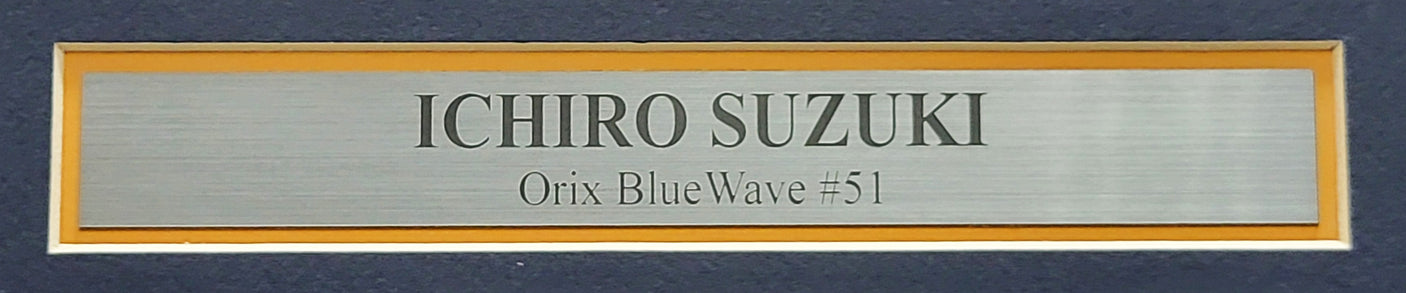 ICHIRO SUZUKI
Orix BlueWave #51